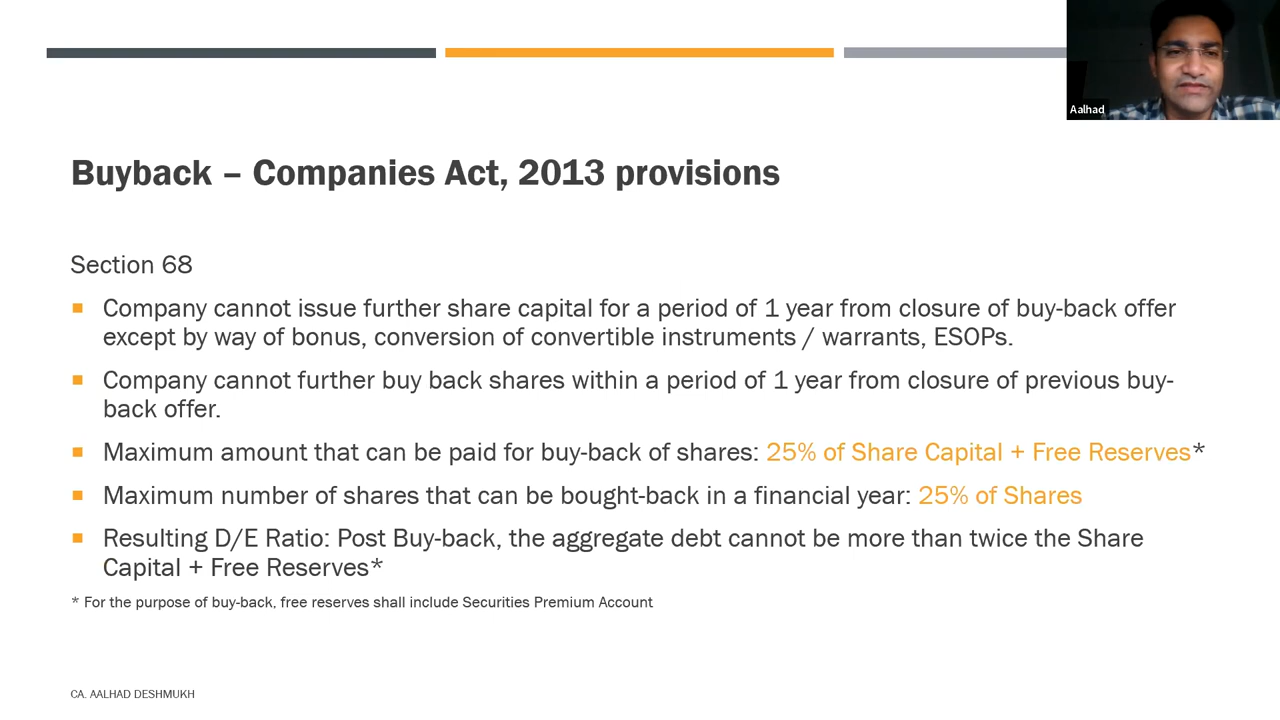 Aalhad
Buyback – Companies Act, 2013 provisions
Section 68
Company cannot issue further share capital for a period of 1 year from closure of buy-back offer
except by way of bonus, conversion of convertible instruments / warrants, ESOPs.
Company cannot further buy back shares within a period of 1 year from closure of previous buy-
back offer.
Maximum amount that can be paid for buy-back of shares: 25% of Share Capital + Free Reserves*
Maximum number of shares that can be bought-back in a financial year: 25% of Shares
Resulting D/E Ratio: Post Buy-back, the aggregate debt cannot be more than twice the Share
Capital + Free Reserves*
* For the purpose of buy-back, free reserves shall include Securities Premium Account
CA. AALHAD DESHMUKH